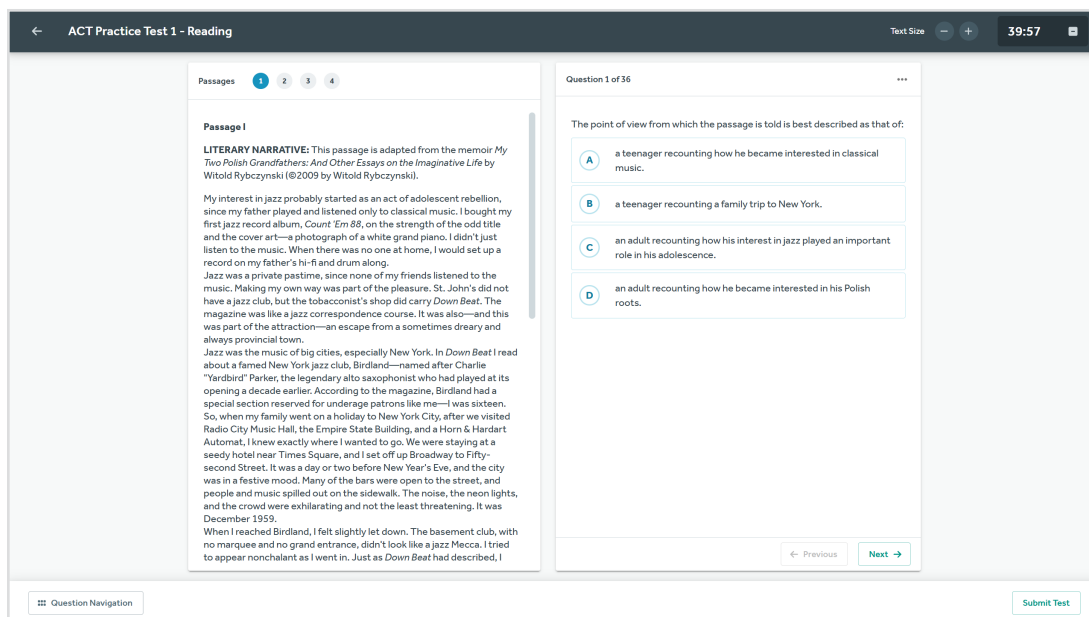 ← ACT Practice Test 1 - Reading
Text Size − +
39:57
Passages 1 2 3 4
Passage I
LITERARY NARRATIVE: This passage is adapted from the memoir My
Two Polish Grandfathers: And Other Essays on the Imaginative Life by
Witold Rybczynski (©2009 by Witold Rybczynski).
My interest in jazz probably started as an act of adolescent rebellion,
since my father played and listened only to classical music. I bought my
first jazz record album, Count 'Em 88, on the strength of the odd title
and the cover art—a photograph of a white grand piano. I didn't just
listen to the music. When there was no one at home, I would set up a
record on my father's hi-fi and drum along.
Jazz was a private pastime, since none of my friends listened to the
music. Making my own way was part of the pleasure. St. John's did not
have a jazz club, but the tobacconist's shop did carry Down Beat. The
magazine was like a jazz correspondence course. It was also—and this
was part of the attraction—an escape from a sometimes dreary and
always provincial town.
Jazz was the music of big cities, especially New York. In Down Beat I read
about a famed New York jazz club, Birdland—named after Charlie
"Yardbird" Parker, the legendary alto saxophonist who had played at its
opening a decade earlier. According to the magazine, Birdland had a
special section reserved for underage patrons like me—I was sixteen.
So, when my family went on a holiday to New York City, after we visited
Radio City Music Hall, the Empire State Building, and a Horn & Hardart
Automat, I knew exactly where I wanted to go. We were staying at a
seedy hotel near Times Square, and I set off up Broadway to Fifty-
second Street. It was a day or two before New Year's Eve, and the city
was in a festive mood. Many of the bars were open to the street, and
people and music spilled out on the sidewalk. The noise, the neon lights,
and the crowd were exhilarating and not the least threatening. It was
December 1959.
When I reached Birdland, I felt slightly let down. The basement club, with
no marquee and no grand entrance, didn't look like a jazz Mecca. I tried
to appear nonchalant as I went in. Just as Down Beat had described, I
Question 1 of 36
•••
The point of view from which the passage is told is best described as that of:
A a teenager recounting how he became interested in classical
music.
B a teenager recounting a family trip to New York.
C an adult recounting how his interest in jazz played an important
role in his adolescence.
D an adult recounting how he became interested in his Polish
roots.
← Previous
Next →
Question Navigation
Submit Test